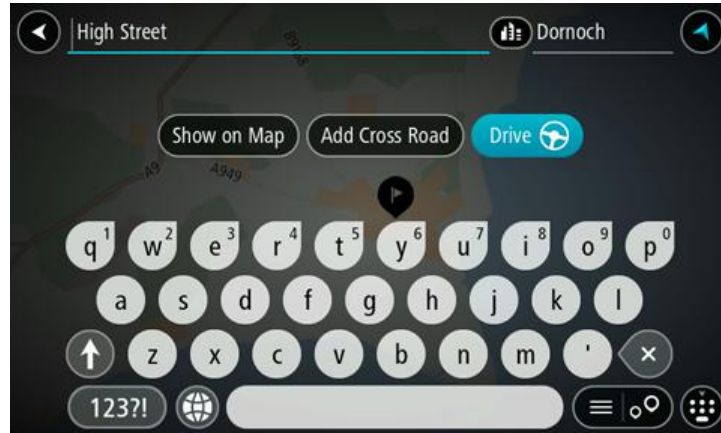 High Street Dornoch
B9168
Show on Map Add Cross Road Drive
A9 A949
q1 w2 e3 r4 t5 y6 u7 i8 o9 p0
a s d f g h j k l
z x c v b n m '
123?!